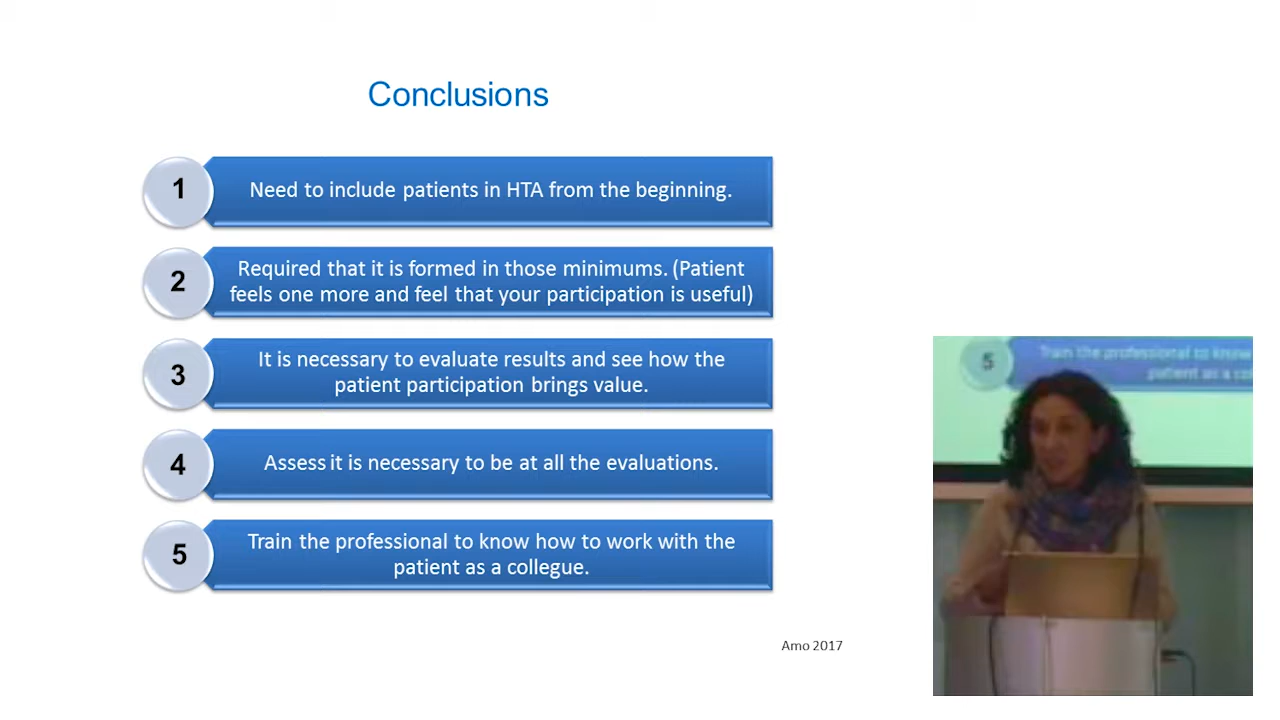 Conclusions
1
Need to include patients in HTA from the beginning.
2
Required that it is formed in those minimums. (Patient
feels one more and feel that your participation is useful)
3
It is necessary to evaluate results and see how the
patient participation brings value.
4
Assess it is necessary to be at all the evaluations.
5
Train the professional to know how to work with the
patient as a collegue.
Amo 2017
5
Train the professional to know
patient as a